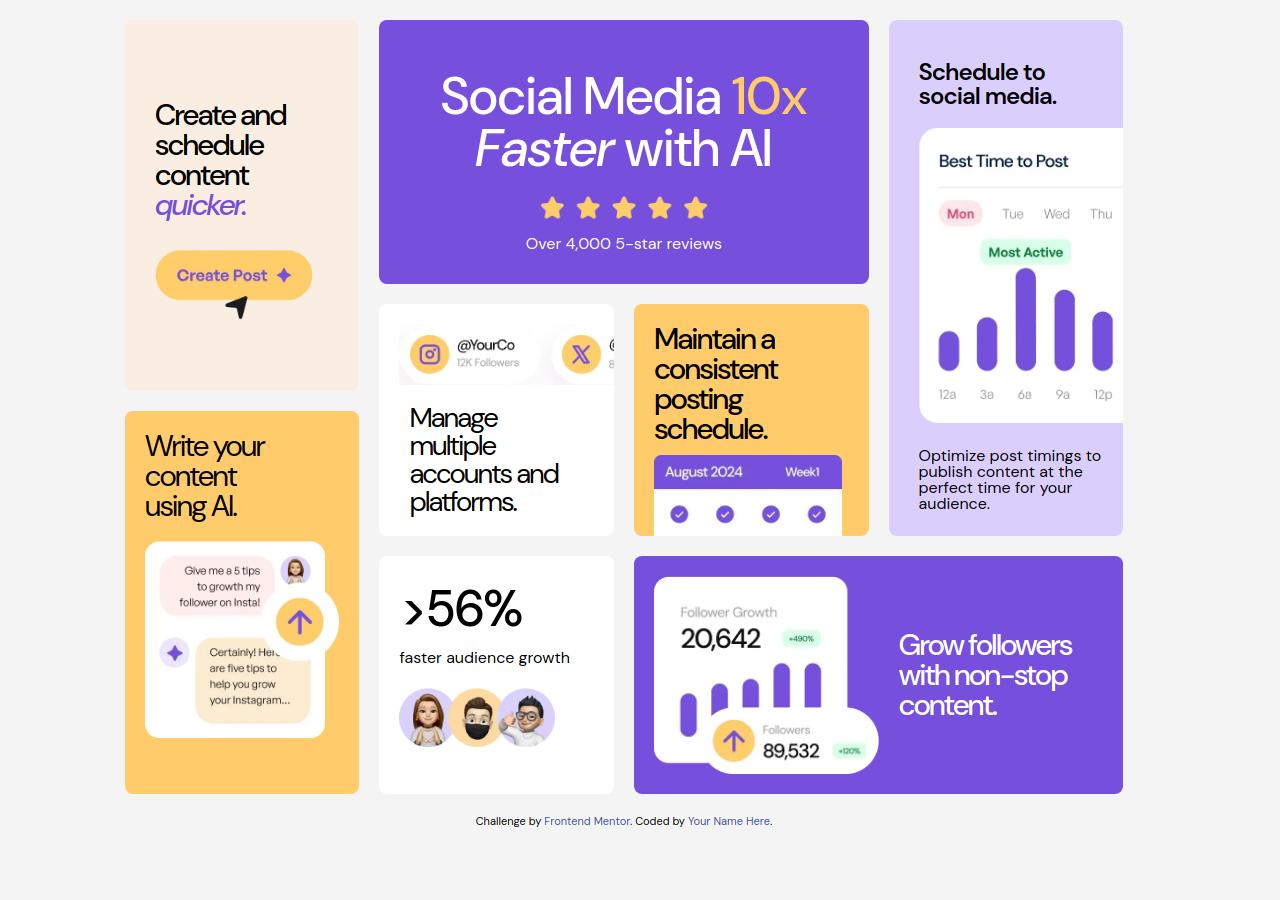 Create and
schedule
content
quicker.
Create Post
Social Media 10x
Faster with AI
Over 4,000 5-star reviews
Schedule to
social media.
Best Time to Post
Mon Tue Wed Thu
Most Active
12a 3a 6a 9a 12p
Optimize post timings to
publish content at the
perfect time for your
audience.
@YourCo
12K Followers
@
8
Manage
multiple
accounts and
platforms.
Maintain a
consistent
posting
schedule.
August 2024 Week1
Write your
content
using AI.
Give me a 5 tips
to growth my
follower on Insta!
Certainly! Here
are five tips to
help you grow
your Instagram...
>56%
faster audience growth
Follower Growth
20,642 +490%
Followers
89,532 +120%
Grow followers
with non-stop
content.
Challenge by Frontend Mentor. Coded by Your Name Here.